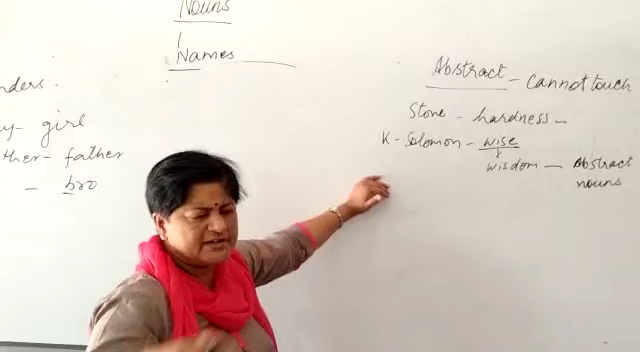 Nouns
Names
nders.
y- girl
ther- father
- bro
Abstract - cannot touch
Stone - hardness -
K- Solomon - wise
wisdom - Abstract
nouns